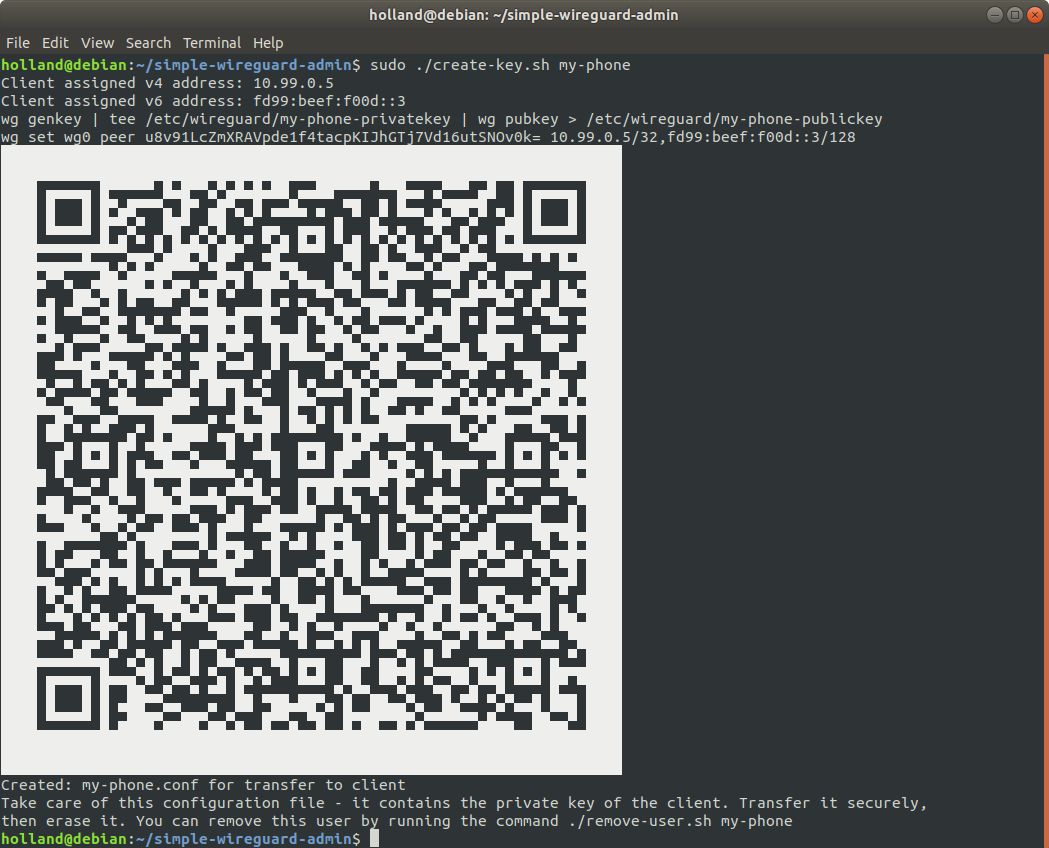 holland@debian: ~/simple-wireguard-admin
File Edit View Search Terminal Help
holland@debian:~/simple-wireguard-admin$ sudo ./create-key.sh my-phone
Client assigned v4 address: 10.99.0.5
Client assigned v6 address: fd99:beef:f00d::3
wg genkey | tee /etc/wireguard/my-phone-privatekey | wg pubkey > /etc/wireguard/my-phone-publickey
wg set wg0 peer u8v91LcZmXRAVpde1f4tacpKIJhGTj7Vd16utSNOv0k= 10.99.0.5/32,fd99:beef:f00d::3/128
Created: my-phone.conf for transfer to client
Take care of this configuration file - it contains the private key of the client. Transfer it securely,
then erase it. You can remove this user by running the command ./remove-user.sh my-phone
holland@debian:~/simple-wireguard-admin$